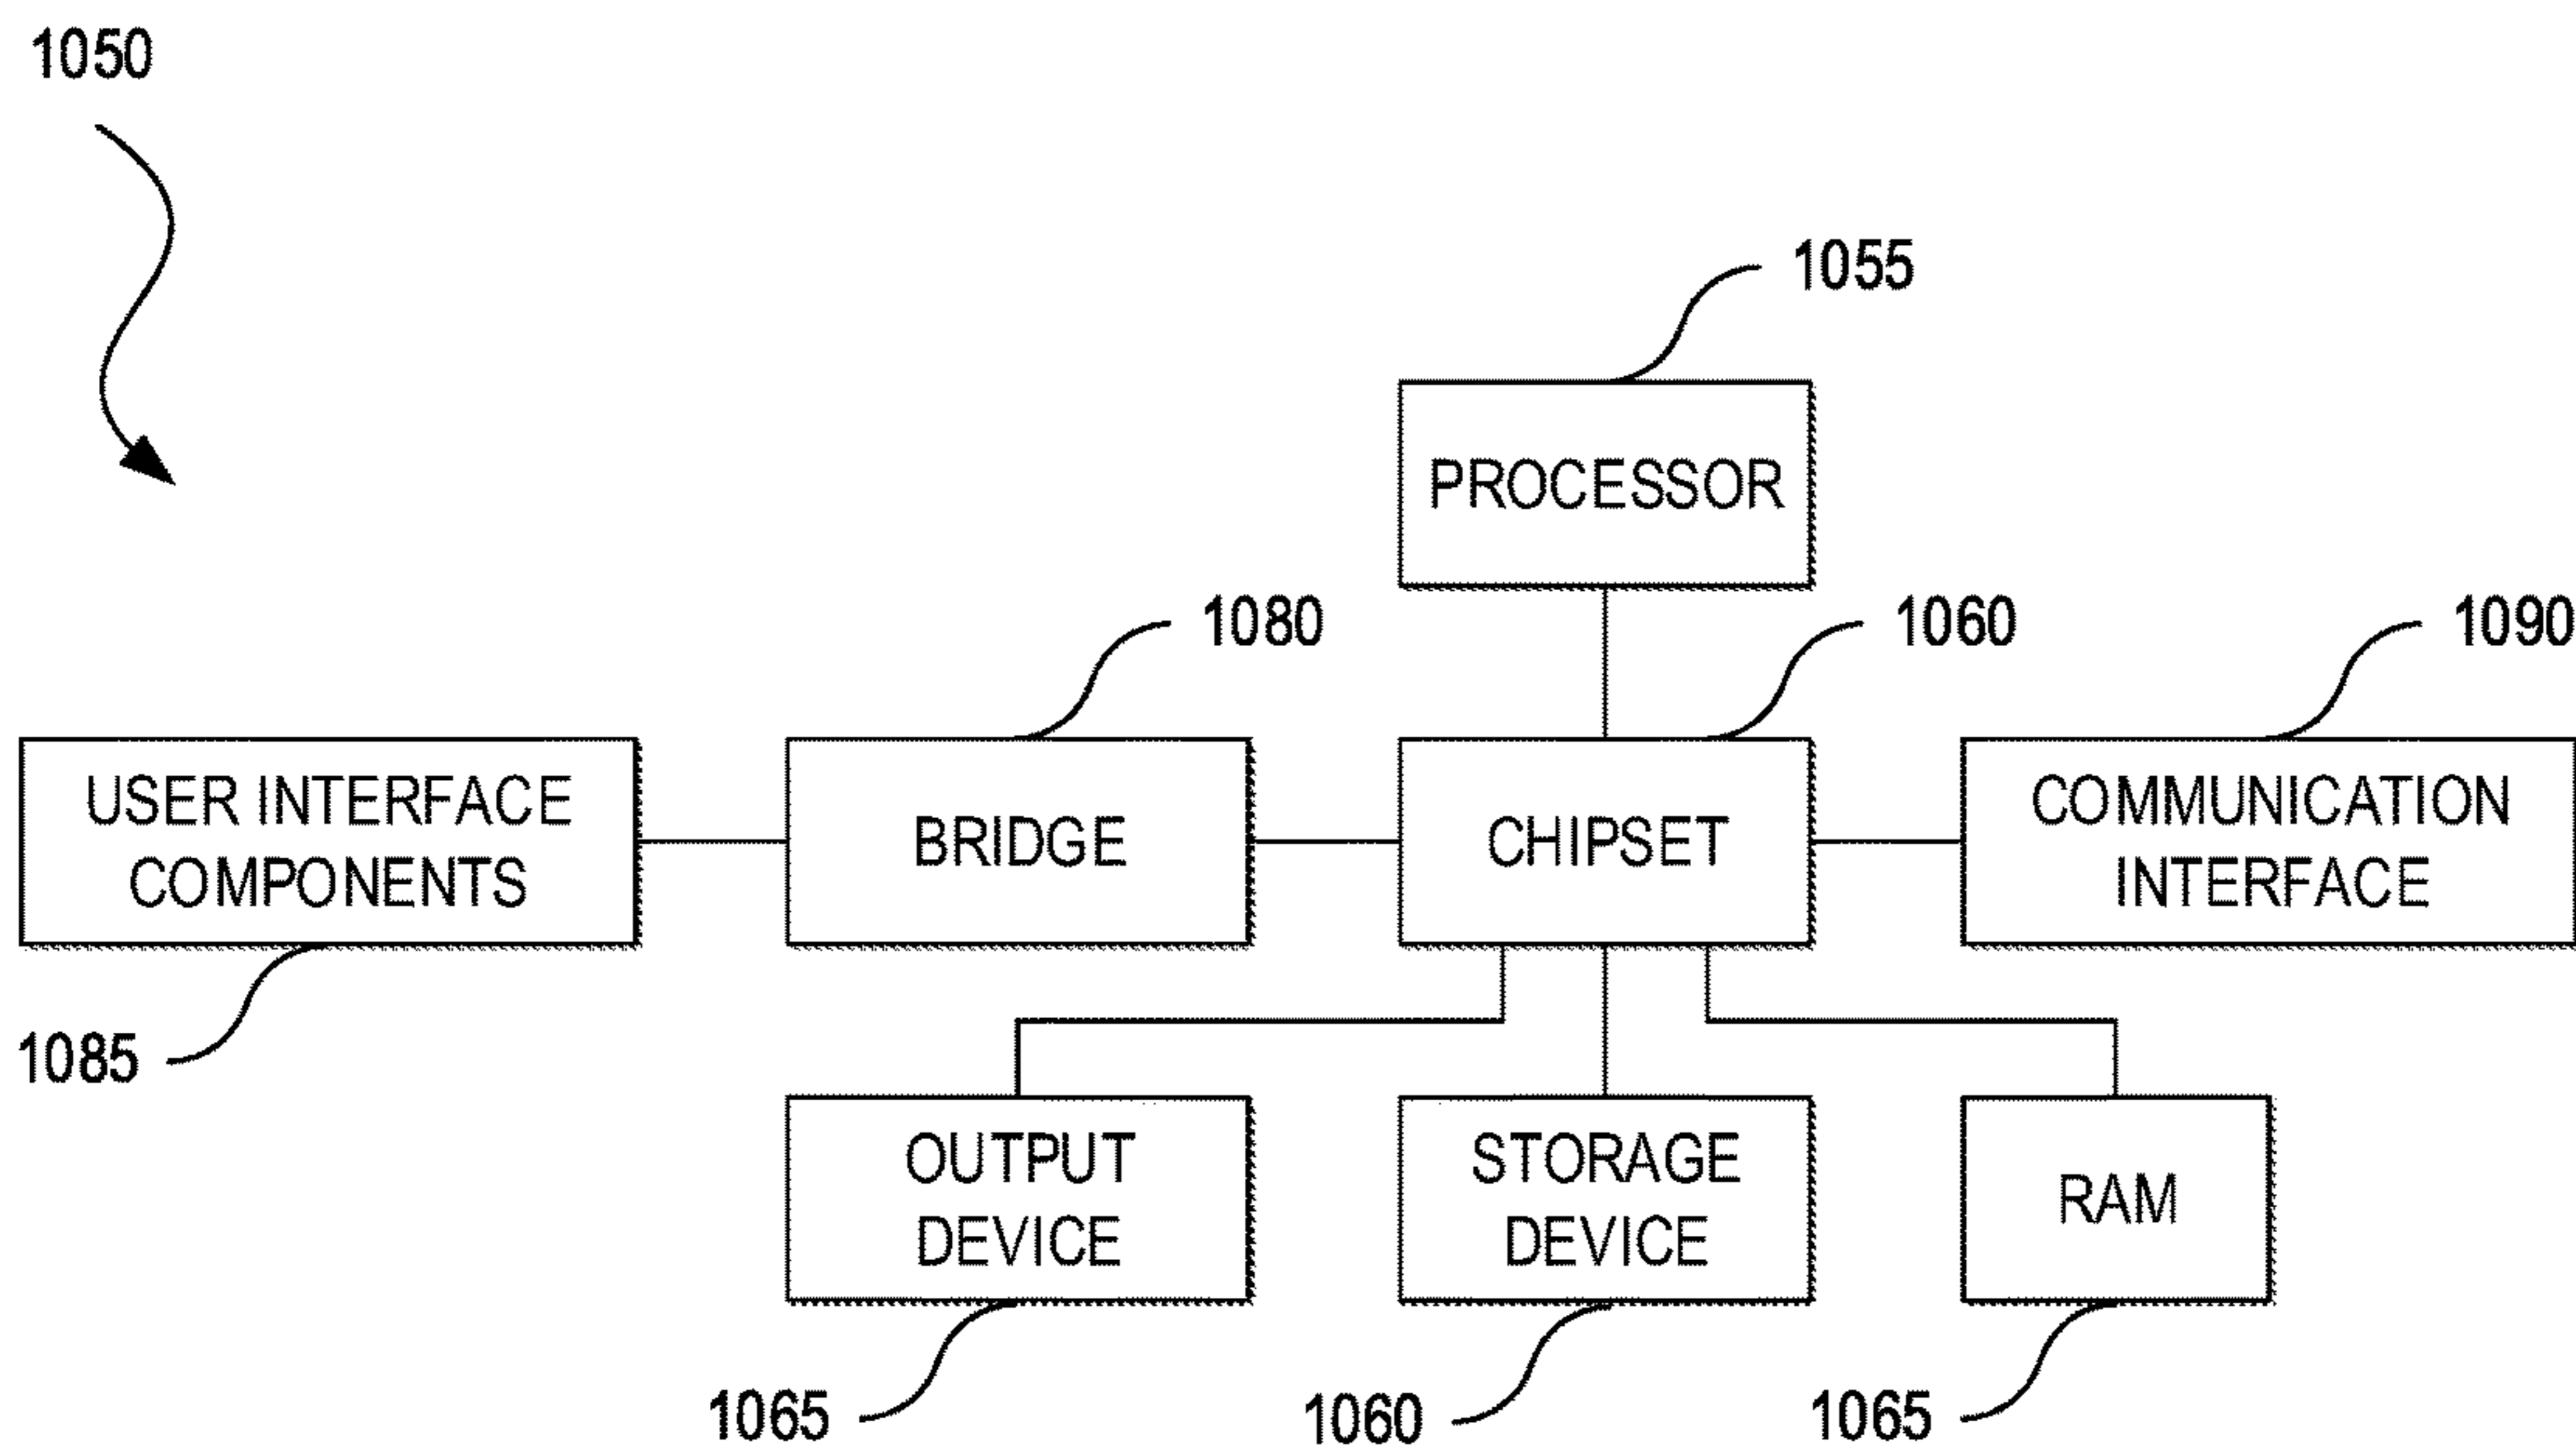 1050
1055
PROCESSOR
1080
1060
1090
USER INTERFACE
COMPONENTS
BRIDGE
CHIPSET
COMMUNICATION
INTERFACE
1085
OUTPUT
DEVICE
STORAGE
DEVICE
RAM
1065
1060
1065